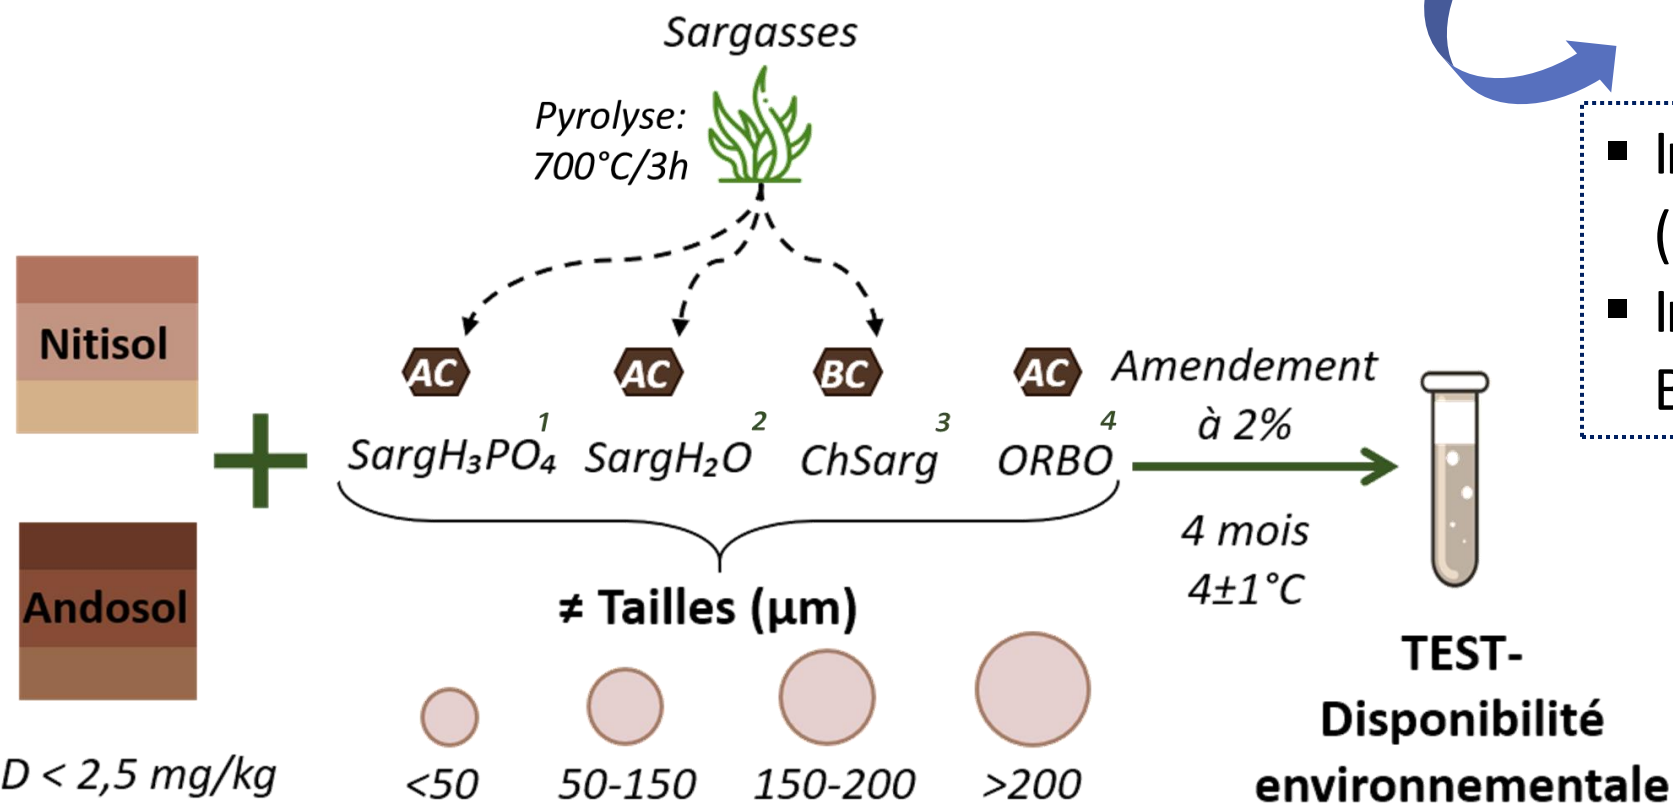 Sargasses
Pyrolyse:
700°C/3h
Nitisol
Andosol
D < 2,5 mg/kg
AC
AC
BC
AC
SargH₃PO₄ 1
SargH₂O 2
ChSarg 3
ORBO 4
≠ Tailles (µm)
<50
50-150
150-200
>200
Amendement
à 2%
4 mois
4±1°C
TEST-
Disponibilité
environnementale